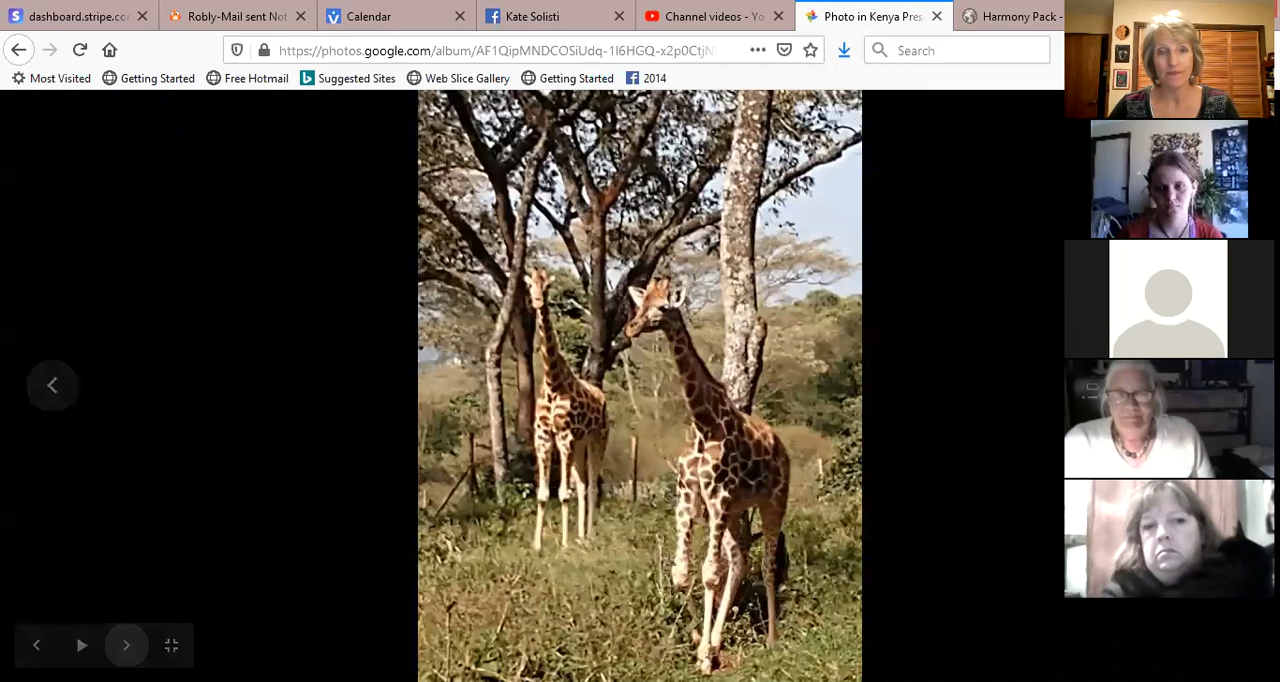 dashboard.stripe.cor
Robly-Mail sent Not
Calendar
Kate Solisti
Channel videos - Yo
Photo in Kenya Pres
Harmony Pack -
https://photos.google.com/album/AF1QipMNDCOSiUdq-1I6HGQ-x2p0CtjN
Search
Most Visited
Getting Started
Free Hotmail
Suggested Sites
Web Slice Gallery
Getting Started
2014